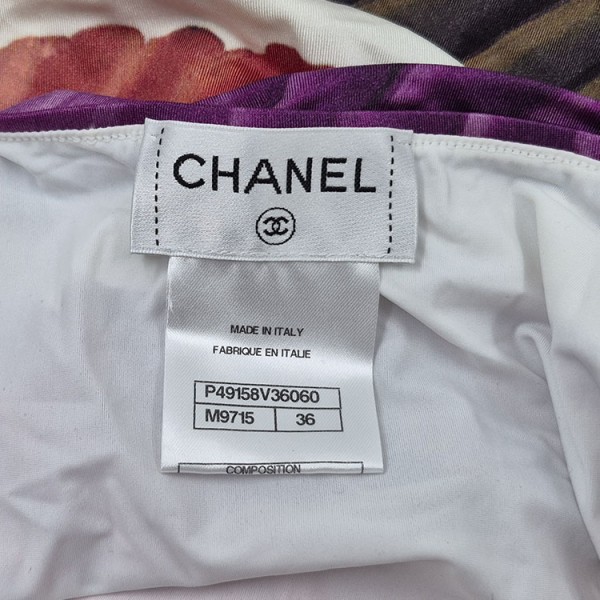 CHANEL
MADE IN ITALY
FABRIQUE EN ITALIE
P49158V36060
M9715 36
COMPOSITION